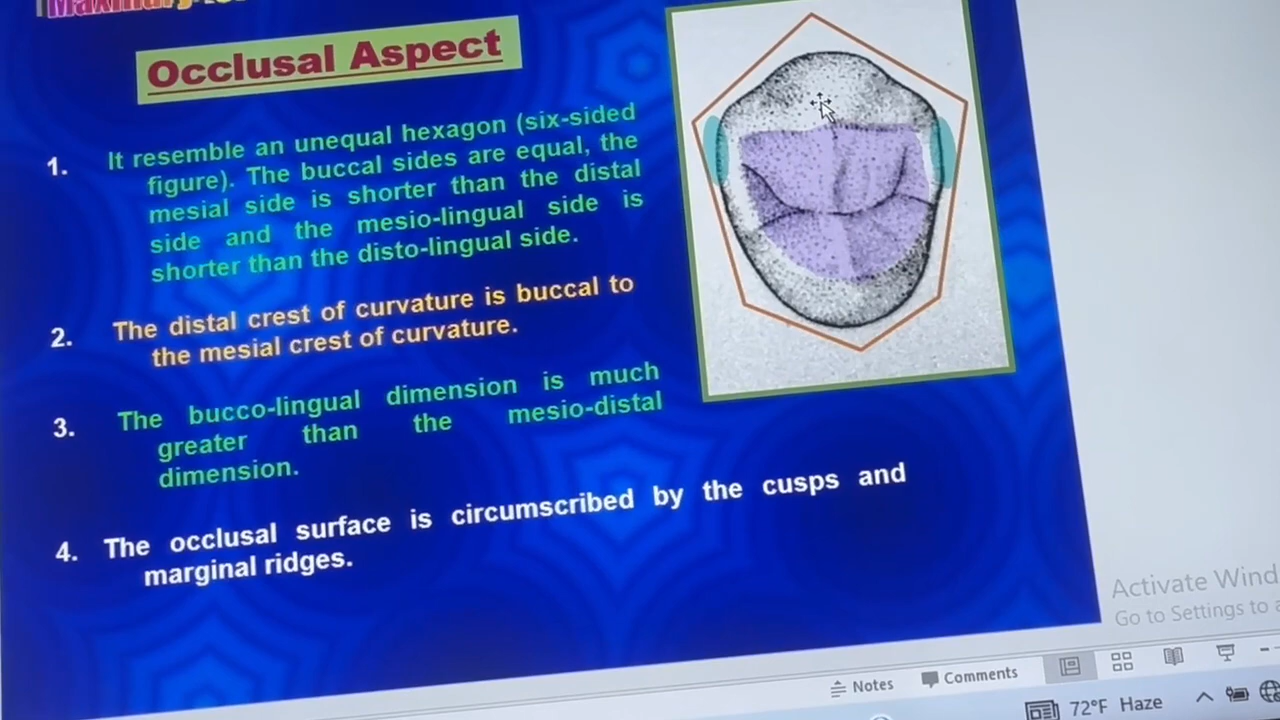 Occlusal Aspect
1. It resemble an unequal hexagon (six-sided
figure). The buccal sides are equal, the
mesial side is shorter than the distal
side and the mesio-lingual side is
shorter than the disto-lingual side.
2. The distal crest of curvature is buccal to
the mesial crest of curvature.
3. The bucco-lingual dimension is much
greater than the mesio-distal
dimension.
4. The occlusal surface is circumscribed by the cusps and
marginal ridges.
Activate Wind
Go to Settings to a
Notes Comments
72°F Haze